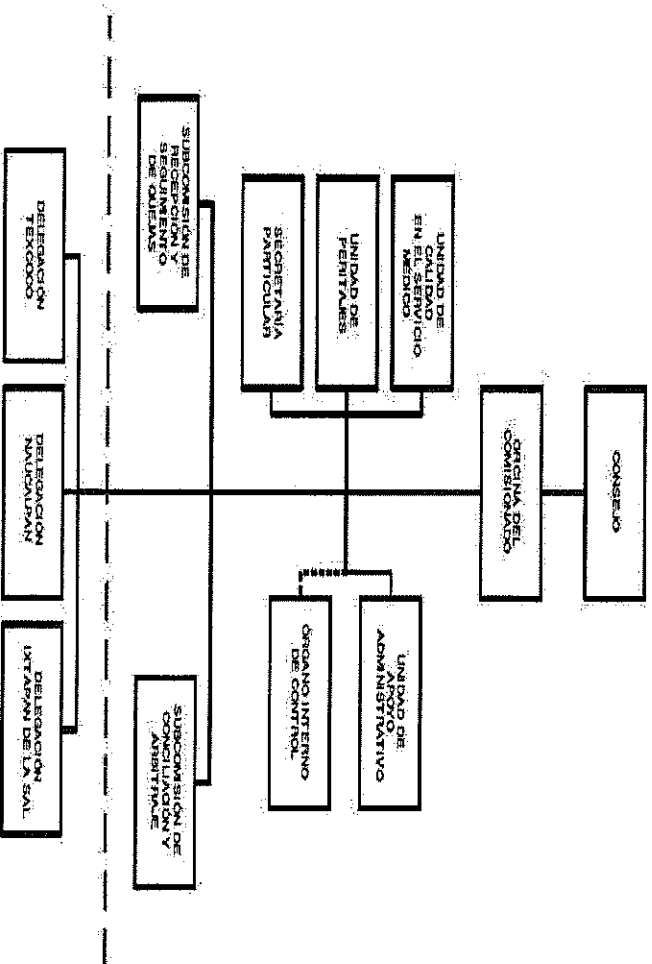 CONSEJO
OFICINA DEL
COMISIONADO
UNIDAD DE
CALIDAD
EN EL SERVICIO
MEDICO
UNIDAD DE
PERITAJES
SECRETARÍA
PARTICULAR
UNIDAD DE
APOYO
ADMINISTRATIVO
ÓRGANO INTERNO
DE CONTROL
SUBCOMISIÓN DE
RECEPCIÓN Y
SEGUIMIENTO
DE QUEJAS
SUBCOMISIÓN DE
CONCILIACIÓN Y
ARBITRAJE
DELEGACIÓN
TEXCOCO
DELEGACIÓN
NAUCALPAN
DELEGACIÓN
IXTAPAN DE LA SAL